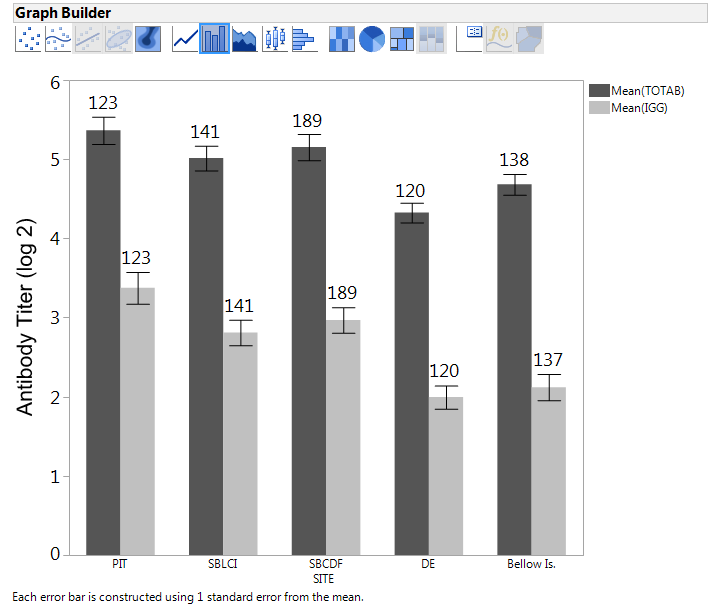 Graph Builder
6
5
4
3
2
1
0
Antibody Titer (log 2)
123
123
141
141
189
189
120
120
138
137
PIT
SBLCI
SBCDF
DE
Bellow Is.
SITE
Mean(TOTAB)
Mean(IGG)
Each error bar is constructed using 1 standard error from the mean.